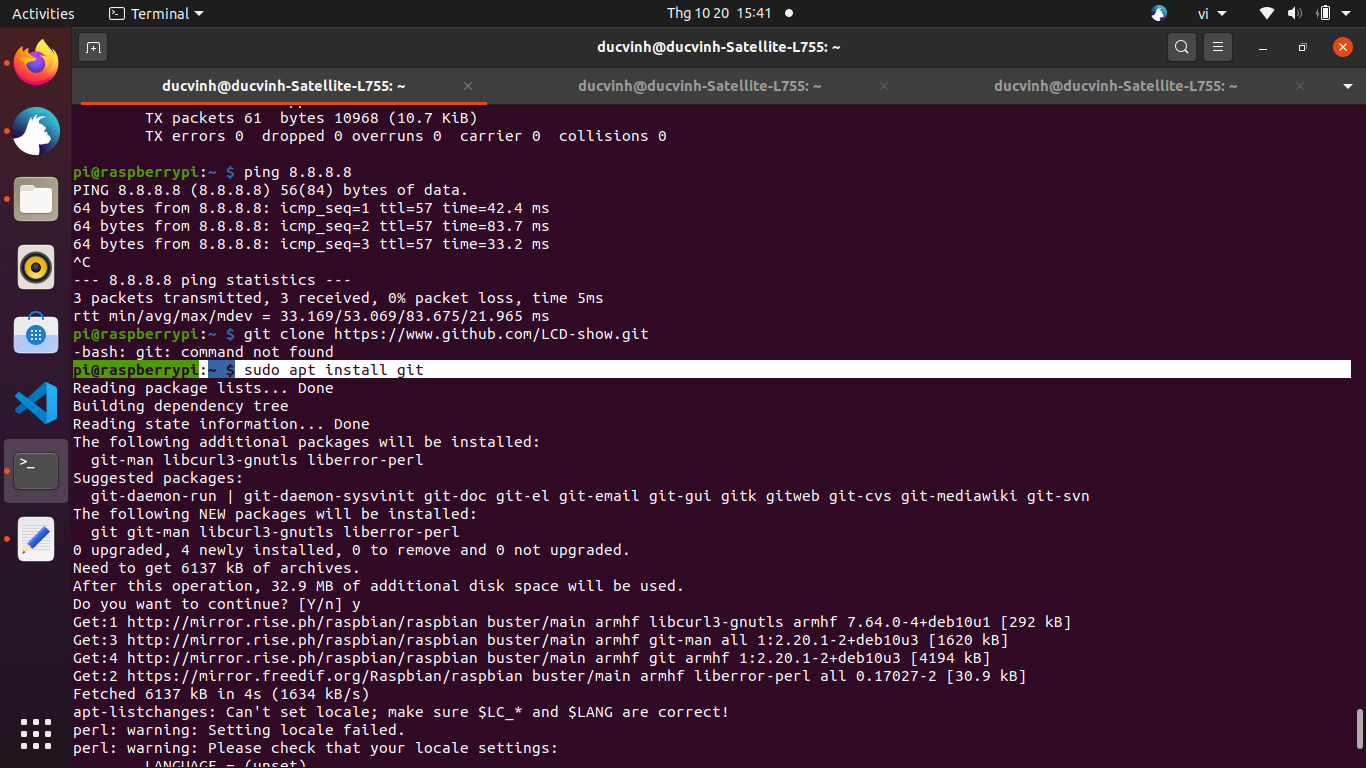 Activities
Terminal
Thg 10 20 15:41
vi
ducvinh@ducvinh-Satellite-L755: ~
ducvinh@ducvinh-Satellite-L755: ~
ducvinh@ducvinh-Satellite-L755: ~
ducvinh@ducvinh-Satellite-L755: ~
TX packets 61  bytes 10968 (10.7 KiB)
TX errors 0  dropped 0 overruns 0  carrier 0  collisions 0
pi@raspberrypi:~ $ ping 8.8.8.8
PING 8.8.8.8 (8.8.8.8) 56(84) bytes of data.
64 bytes from 8.8.8.8: icmp_seq=1 ttl=57 time=42.4 ms
64 bytes from 8.8.8.8: icmp_seq=2 ttl=57 time=83.7 ms
64 bytes from 8.8.8.8: icmp_seq=3 ttl=57 time=33.2 ms
^C
--- 8.8.8.8 ping statistics ---
3 packets transmitted, 3 received, 0% packet loss, time 5ms
rtt min/avg/max/mdev = 33.169/53.069/83.675/21.965 ms
pi@raspberrypi:~ $ git clone https://www.github.com/LCD-show.git
-bash: git: command not found
pi@raspberrypi:~ $ sudo apt install git
Reading package lists... Done
Building dependency tree
Reading state information... Done
The following additional packages will be installed:
  git-man libcurl3-gnutls liberror-perl
Suggested packages:
  git-daemon-run | git-daemon-sysvinit git-doc git-el git-email git-gui gitk gitweb git-cvs git-mediawiki git-svn
The following NEW packages will be installed:
  git git-man libcurl3-gnutls liberror-perl
0 upgraded, 4 newly installed, 0 to remove and 0 not upgraded.
Need to get 6137 kB of archives.
After this operation, 32.9 MB of additional disk space will be used.
Do you want to continue? [Y/n] y
Get:1 http://mirror.rise.ph/raspbian/raspbian buster/main armhf libcurl3-gnutls armhf 7.64.0-4+deb10u1 [292 kB]
Get:3 http://mirror.rise.ph/raspbian/raspbian buster/main armhf git-man all 1:2.20.1-2+deb10u3 [1620 kB]
Get:4 http://mirror.rise.ph/raspbian/raspbian buster/main armhf git armhf 1:2.20.1-2+deb10u3 [4194 kB]
Get:2 https://mirror.freedif.org/Raspbian/raspbian buster/main armhf liberror-perl all 0.17027-2 [30.9 kB]
Fetched 6137 kB in 4s (1634 kB/s)
apt-listchanges: Can't set locale; make sure $LC_* and $LANG are correct!
perl: warning: Setting locale failed.
perl: warning: Please check that your locale settings:
LANGUAGE = (unset)